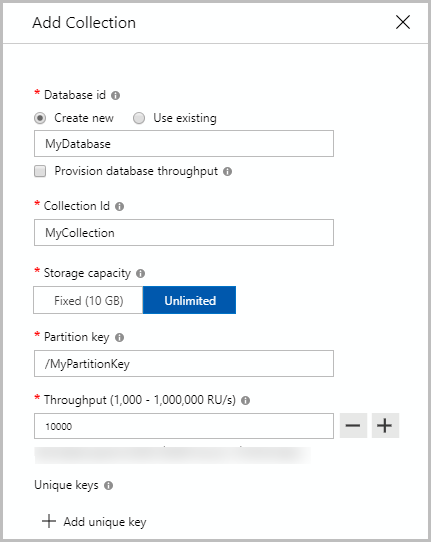 Add Collection
* Database id
Create new Use existing
MyDatabase
Provision database throughput
* Collection Id
MyCollection
* Storage capacity
Fixed (10 GB) Unlimited
* Partition key
/MyPartitionKey
* Throughput (1,000 - 1,000,000 RU/s)
10000
Unique keys
Add unique key